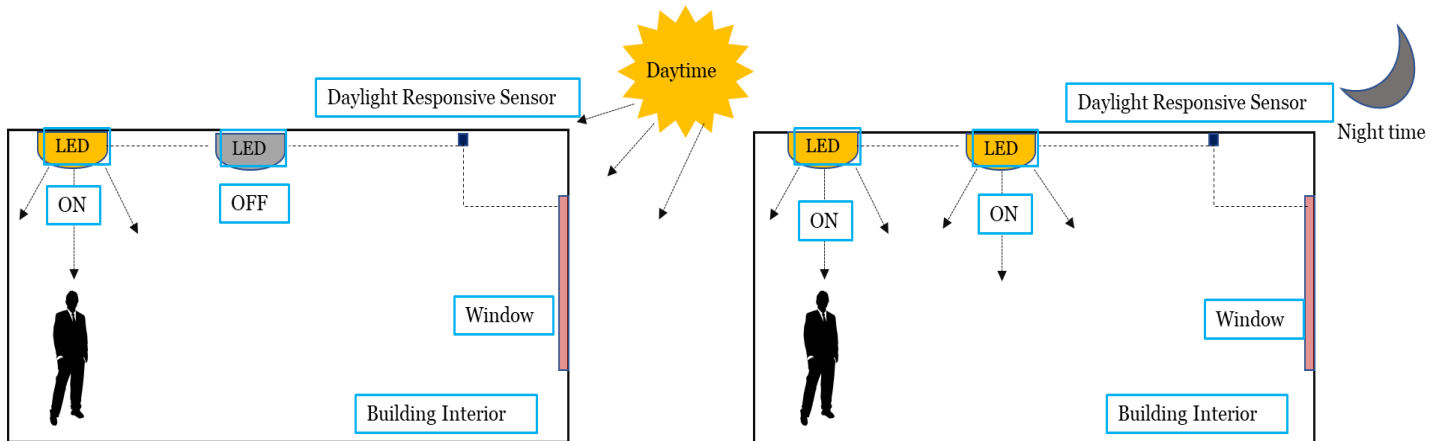 Daytime
Daylight Responsive Sensor
LED
LED
ON
OFF
Window
Building Interior
Daylight Responsive Sensor
Night time
LED
LED
ON
ON
Window
Building Interior